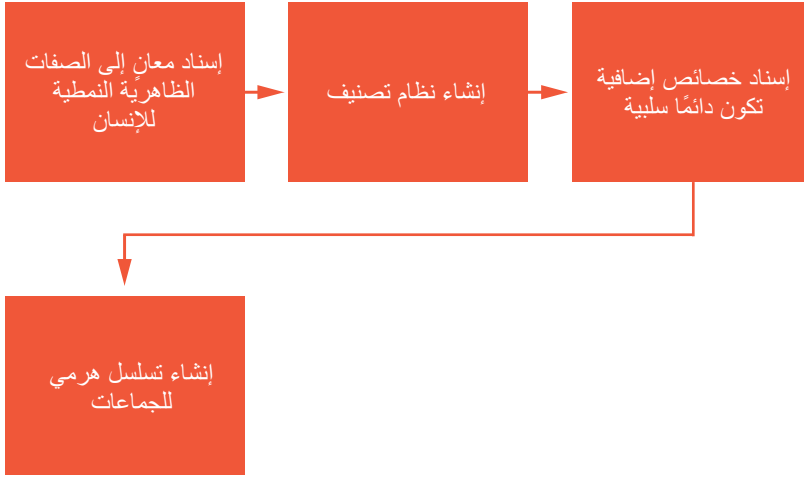 إسناد معانٍ إلى الصفات
الظاهرية النمطية
للإنسان
إنشاء نظام تصنيف
إسناد خصائص إضافية
تكون دائمًا سلبية
إنشاء تسلسل هرمي
للجماعات